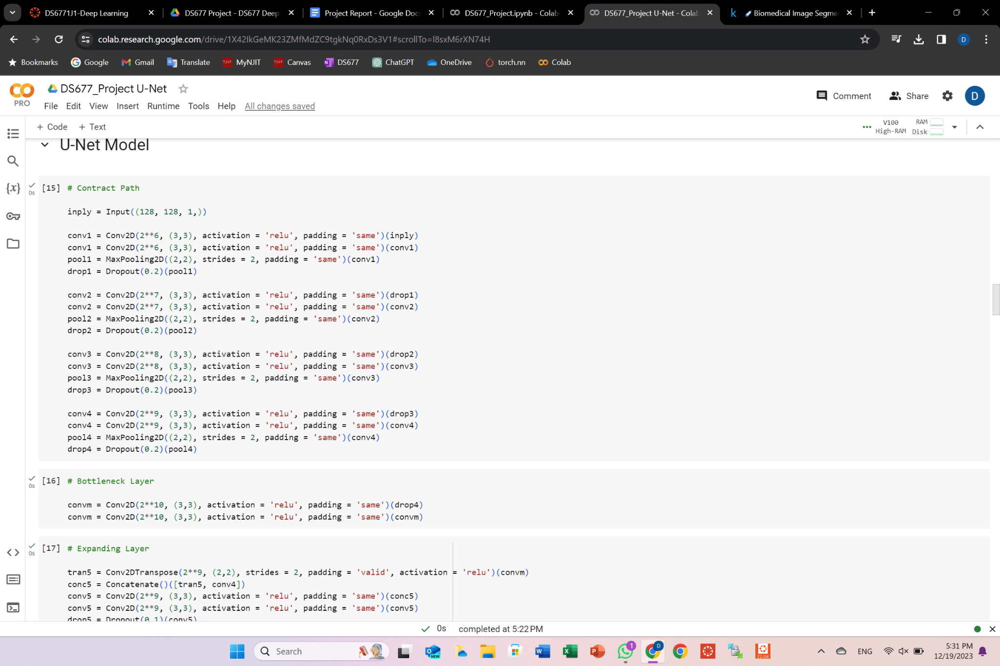 DS6771J1-Deep Learning
DS677 Project - DS677 Deep
Project Report - Google Docs
DS677_Project.ipynb - Colab
DS677_Project U-Net - Colab
Biomedical Image Segme
colab.research.google.com/drive/1X42IkGeMK23ZMfMdZC9tgkNq0RxDs3V1#scrollTo=l8sxM6rXN74H
D
Bookmarks Google Gmail Translate MyNJIT Canvas DS677 ChatGPT OneDrive torch.nn Colab
PRO
DS677_Project U-Net
File Edit View Insert Runtime Tools Help All changes saved
Comment Share D
+ Code + Text
V100
High-RAM
RAM
Disk
U-Net Model
0s
[15] # Contract Path
inply = Input((128, 128, 1,))
conv1 = Conv2D(2**6, (3,3), activation = 'relu', padding = 'same')(inply)
conv1 = Conv2D(2**6, (3,3), activation = 'relu', padding = 'same')(conv1)
pool1 = MaxPooling2D((2,2), strides = 2, padding = 'same')(conv1)
drop1 = Dropout(0.2)(pool1)
conv2 = Conv2D(2**7, (3,3), activation = 'relu', padding = 'same')(drop1)
conv2 = Conv2D(2**7, (3,3), activation = 'relu', padding = 'same')(conv2)
pool2 = MaxPooling2D((2,2), strides = 2, padding = 'same')(conv2)
drop2 = Dropout(0.2)(pool2)
conv3 = Conv2D(2**8, (3,3), activation = 'relu', padding = 'same')(drop2)
conv3 = Conv2D(2**8, (3,3), activation = 'relu', padding = 'same')(conv3)
pool3 = MaxPooling2D((2,2), strides = 2, padding = 'same')(conv3)
drop3 = Dropout(0.2)(pool3)
conv4 = Conv2D(2**9, (3,3), activation = 'relu', padding = 'same')(drop3)
conv4 = Conv2D(2**9, (3,3), activation = 'relu', padding = 'same')(conv4)
pool4 = MaxPooling2D((2,2), strides = 2, padding = 'same')(conv4)
drop4 = Dropout(0.2)(pool4)
0s
[16] # Bottleneck Layer
convm = Conv2D(2**10, (3,3), activation = 'relu', padding = 'same')(drop4)
convm = Conv2D(2**10, (3,3), activation = 'relu', padding = 'same')(convm)
0s
[17] # Expanding Layer
tran5 = Conv2DTranspose(2**9, (2,2), strides = 2, padding = 'valid', activation = 'relu')(convm)
conc5 = Concatenate()([tran5, conv4])
conv5 = Conv2D(2**9, (3,3), activation = 'relu', padding = 'same')(conc5)
conv5 = Conv2D(2**9, (3,3), activation = 'relu', padding = 'same')(conv5)
drop5 = Dropout(0.1)(conv5)
0s completed at 5:22 PM
Search
NEW
1
D
22.04
ENG
5:31 PM
12/19/2023